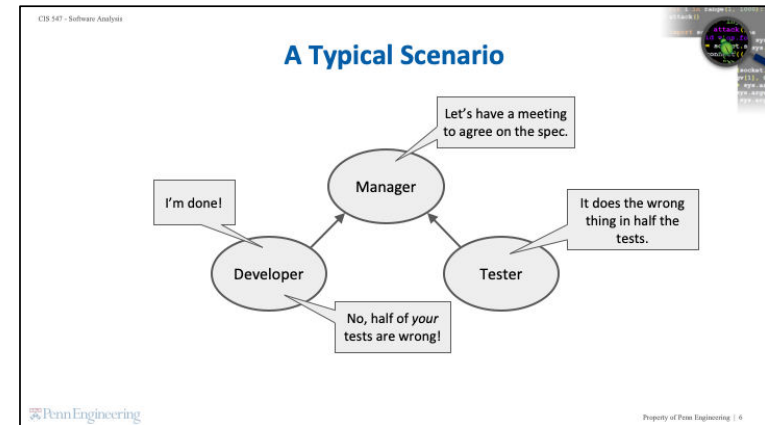 CIS 547 - Software Analysis
A Typical Scenario
Let's have a meeting
to agree on the spec.
Manager
I'm done!
It does the wrong
thing in half the
tests.
Developer
Tester
No, half of your
tests are wrong!
Penn Engineering
Property of Penn Engineering | 6